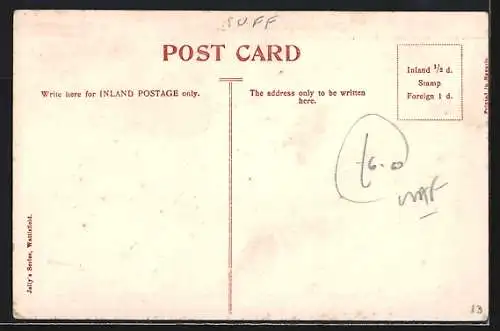 SUFF
POST CARD
Write here for INLAND POSTAGE only.
The address only to be written
here.
Inland 1/2 d.
Stamp
Foreign 1 d.
Printed in Bavaria
£6-0
Jolly's Series, Wattisfield.
13